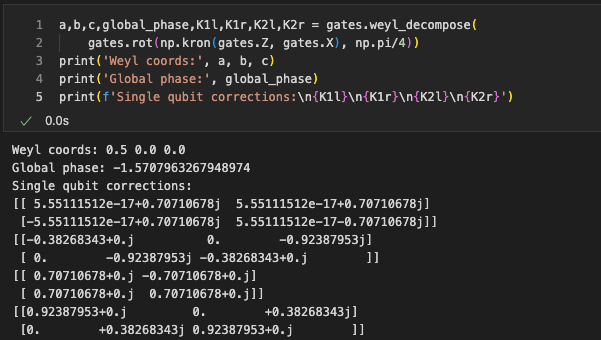 1 a,b,c,global_phase,K1l,K1r,K2l,K2r = gates.weyl_decompose(
2 gates.rot(np.kron(gates.Z, gates.X), np.pi/4))
3 print('Weyl coords:', a, b, c)
4 print('Global phase:', global_phase)
5 print(f'Single qubit corrections:\n{K1l}\n{K1r}\n{K2l}\n{K2r}')
0.0s
Weyl coords: 0.5 0.0 0.0
Global phase: -1.5707963267948974
Single qubit corrections:
[[ 5.55111512e-17+0.70710678j  5.55111512e-17+0.70710678j]
 [-5.55111512e-17+0.70710678j  5.55111512e-17-0.70710678j]]
[[-0.38268343+0.j          0.        -0.92387953j]
 [ 0.        -0.92387953j -0.38268343+0.j        ]]
[[ 0.70710678+0.j -0.70710678+0.j]
 [ 0.70710678+0.j  0.70710678+0.j]]
[[0.92387953+0.j         0.        +0.38268343j]
 [0.        +0.38268343j 0.92387953+0.j        ]]